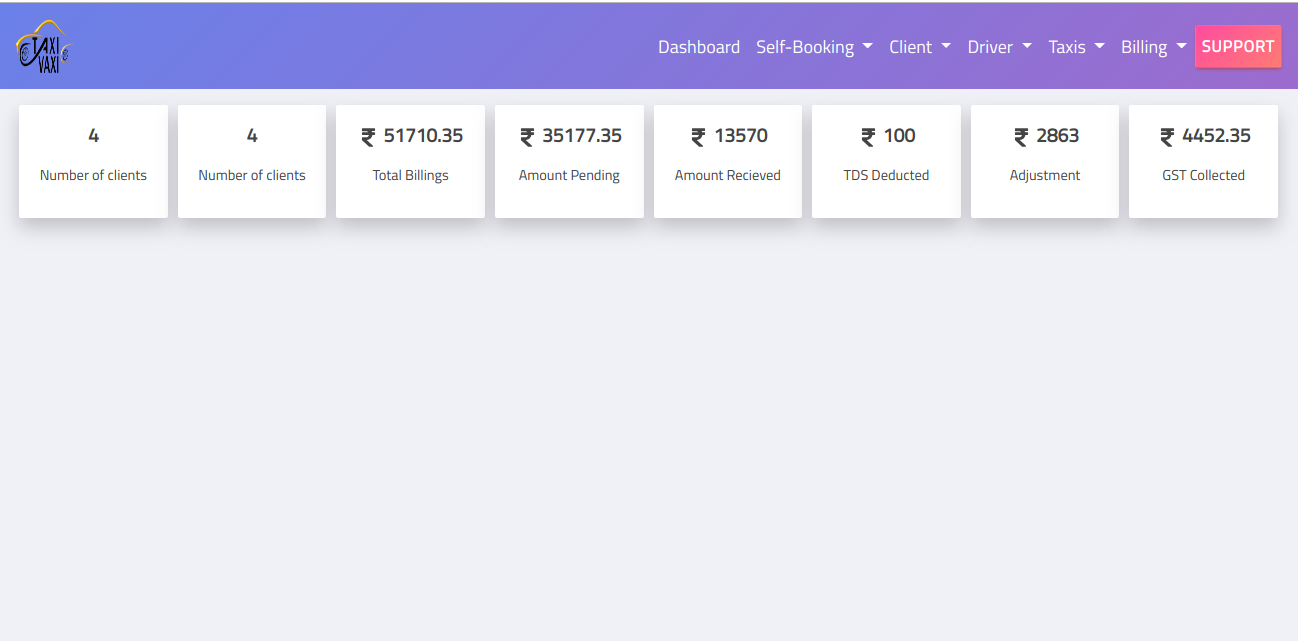 TAXI
VAXI
Dashboard Self-Booking Client Driver Taxis Billing SUPPORT
4
Number of clients
4
Number of clients
₹ 51710.35
Total Billings
₹ 35177.35
Amount Pending
₹ 13570
Amount Recieved
₹ 100
TDS Deducted
₹ 2863
Adjustment
₹ 4452.35
GST Collected